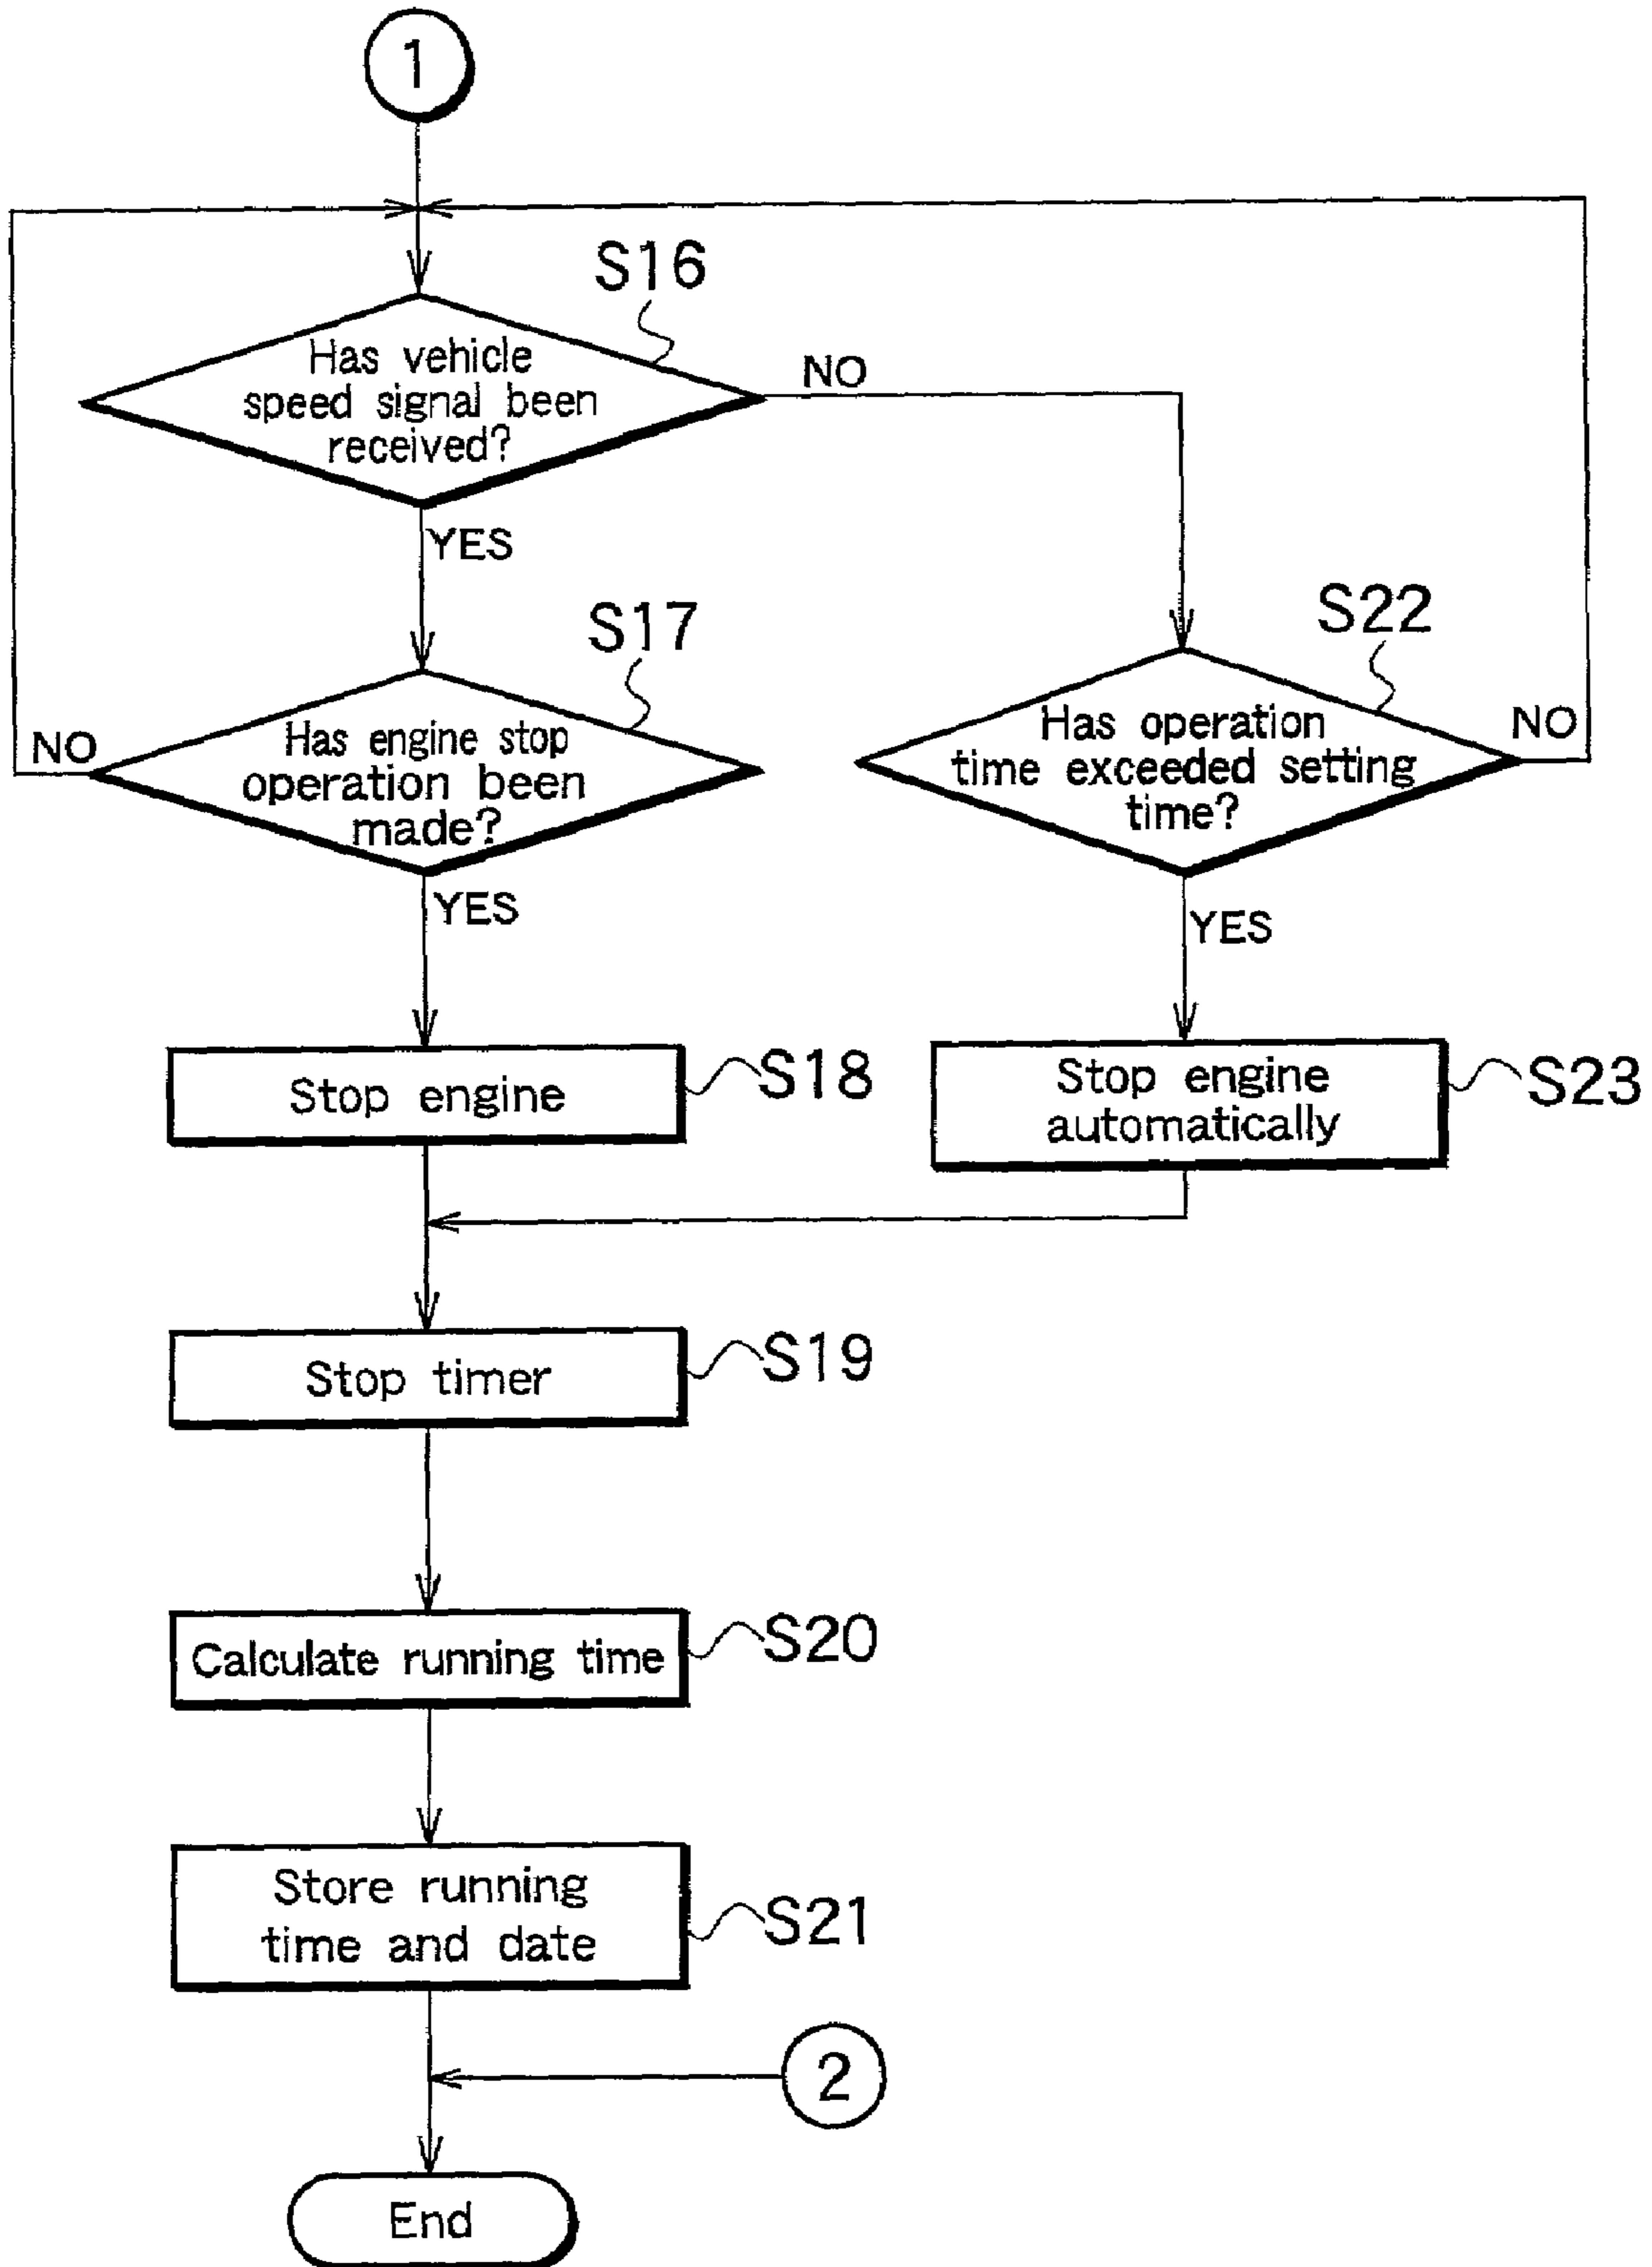 1
S16
Has vehicle
speed signal been
received?
NO
YES
S17
Has engine stop
operation been
made?
NO
YES
S22
Has operation
time exceeded setting
time?
NO
YES
Stop engine
S18
Stop engine
automatically
S23
Stop timer
S19
Calculate running time
S20
Store running
time and date
S21
2
End